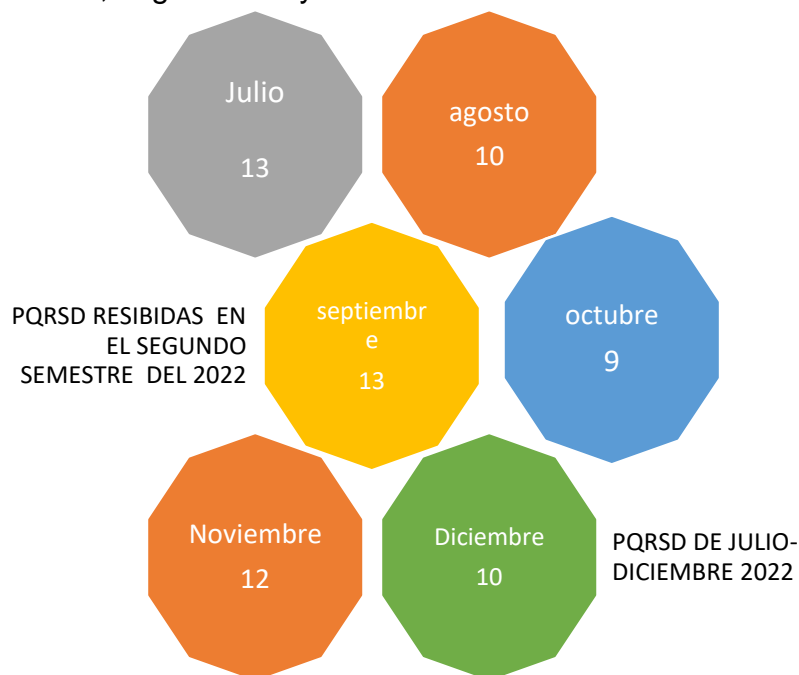 Julio
13
agosto
10
PQRSD RESIBIDAS EN
EL SEGUNDO
SEMESTRE DEL 2022
septiembr
e
13
octubre
9
Noviembre
12
Diciembre
10
PQRSD DE JULIO-
DICIEMBRE 2022